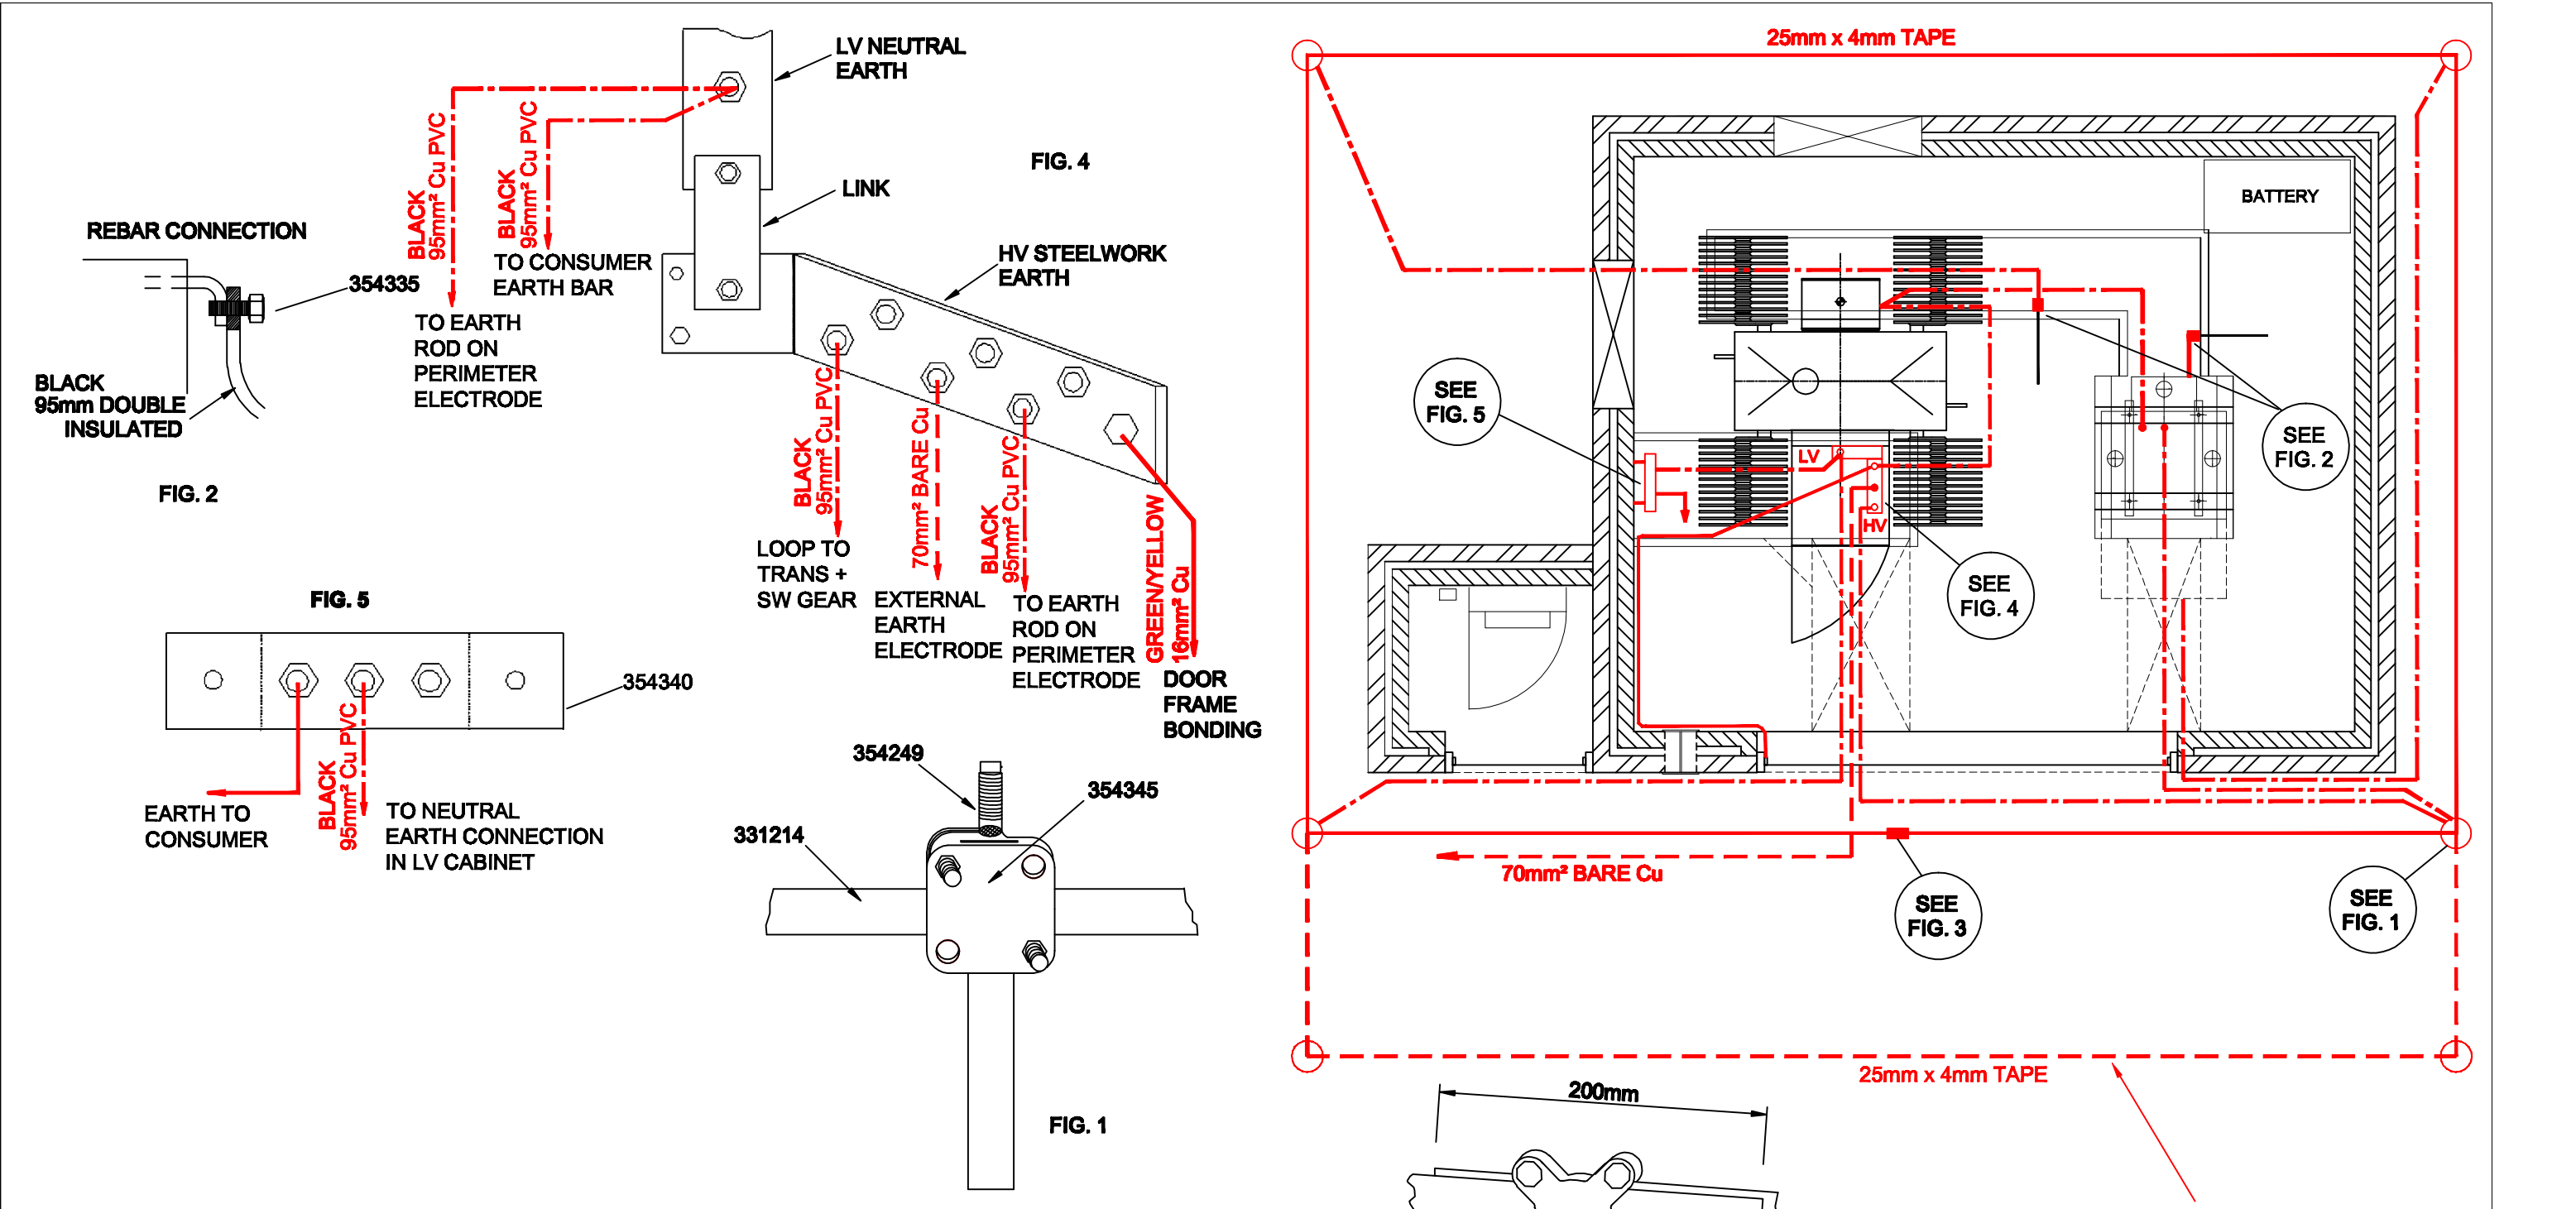 LV NEUTRAL
EARTH
BLACK
95mm² Cu PVC
BLACK
95mm² Cu PVC
FIG. 4
LINK
HV STEELWORK
EARTH
TO CONSUMER
EARTH BAR
TO EARTH
ROD ON
PERIMETER
ELECTRODE
REBAR CONNECTION
354335
BLACK
95mm DOUBLE
INSULATED
FIG. 2
BLACK
95mm² Cu PVC
70mm² BARE Cu
BLACK
95mm² Cu PVC
GREEN/YELLOW
16mm² Cu
LOOP TO
TRANS +
SW GEAR
EXTERNAL
EARTH
ELECTRODE
TO EARTH
ROD ON
PERIMETER
ELECTRODE
DOOR
FRAME
BONDING
FIG. 5
354340
BLACK
95mm² Cu PVC
EARTH TO
CONSUMER
TO NEUTRAL
EARTH CONNECTION
IN LV CABINET
354249
354345
331214
FIG. 1
25mm x 4mm TAPE
BATTERY
SEE
FIG. 5
SEE
FIG. 2
LV
HV
SEE
FIG. 4
70mm² BARE Cu
SEE
FIG. 3
SEE
FIG. 1
25mm x 4mm TAPE
200mm